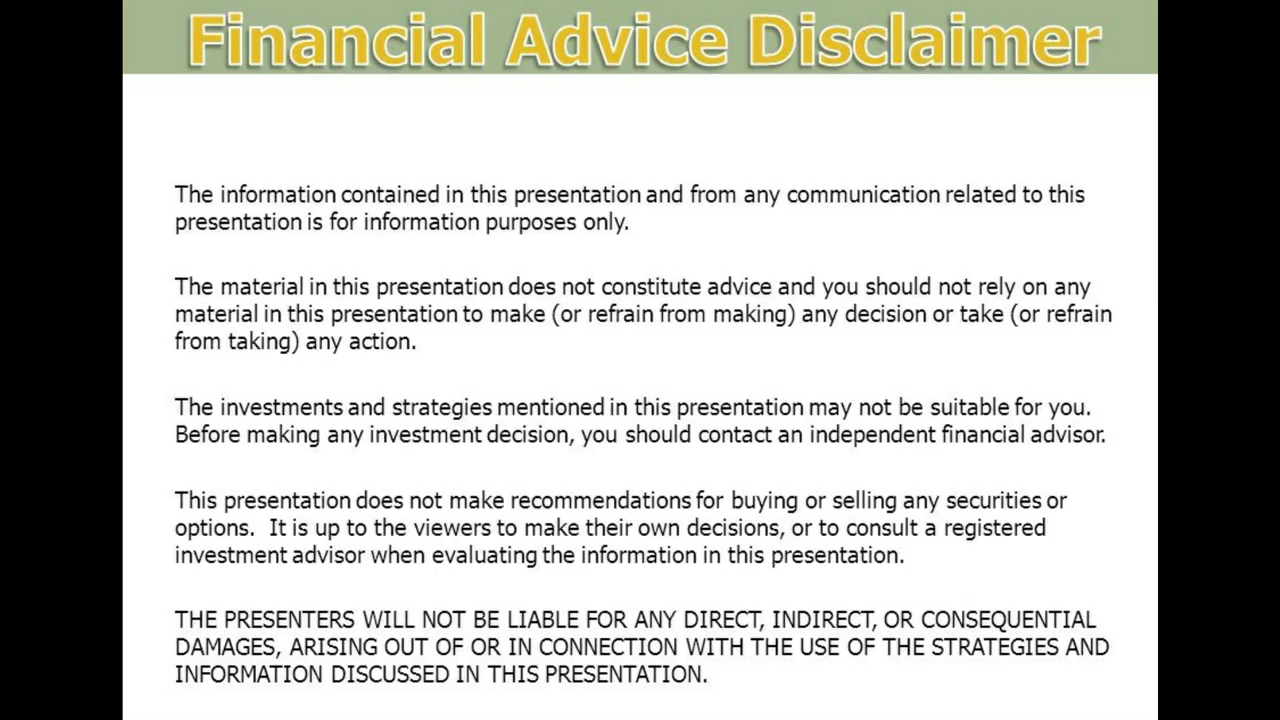 Financial Advice Disclaimer
The information contained in this presentation and from any communication related to this
presentation is for information purposes only.
The material in this presentation does not constitute advice and you should not rely on any
material in this presentation to make (or refrain from making) any decision or take (or refrain
from taking) any action.
The investments and strategies mentioned in this presentation may not be suitable for you.
Before making any investment decision, you should contact an independent financial advisor.
This presentation does not make recommendations for buying or selling any securities or
options.  It is up to the viewers to make their own decisions, or to consult a registered
investment advisor when evaluating the information in this presentation.
THE PRESENTERS WILL NOT BE LIABLE FOR ANY DIRECT, INDIRECT, OR CONSEQUENTIAL
DAMAGES, ARISING OUT OF OR IN CONNECTION WITH THE USE OF THE STRATEGIES AND
INFORMATION DISCUSSED IN THIS PRESENTATION.